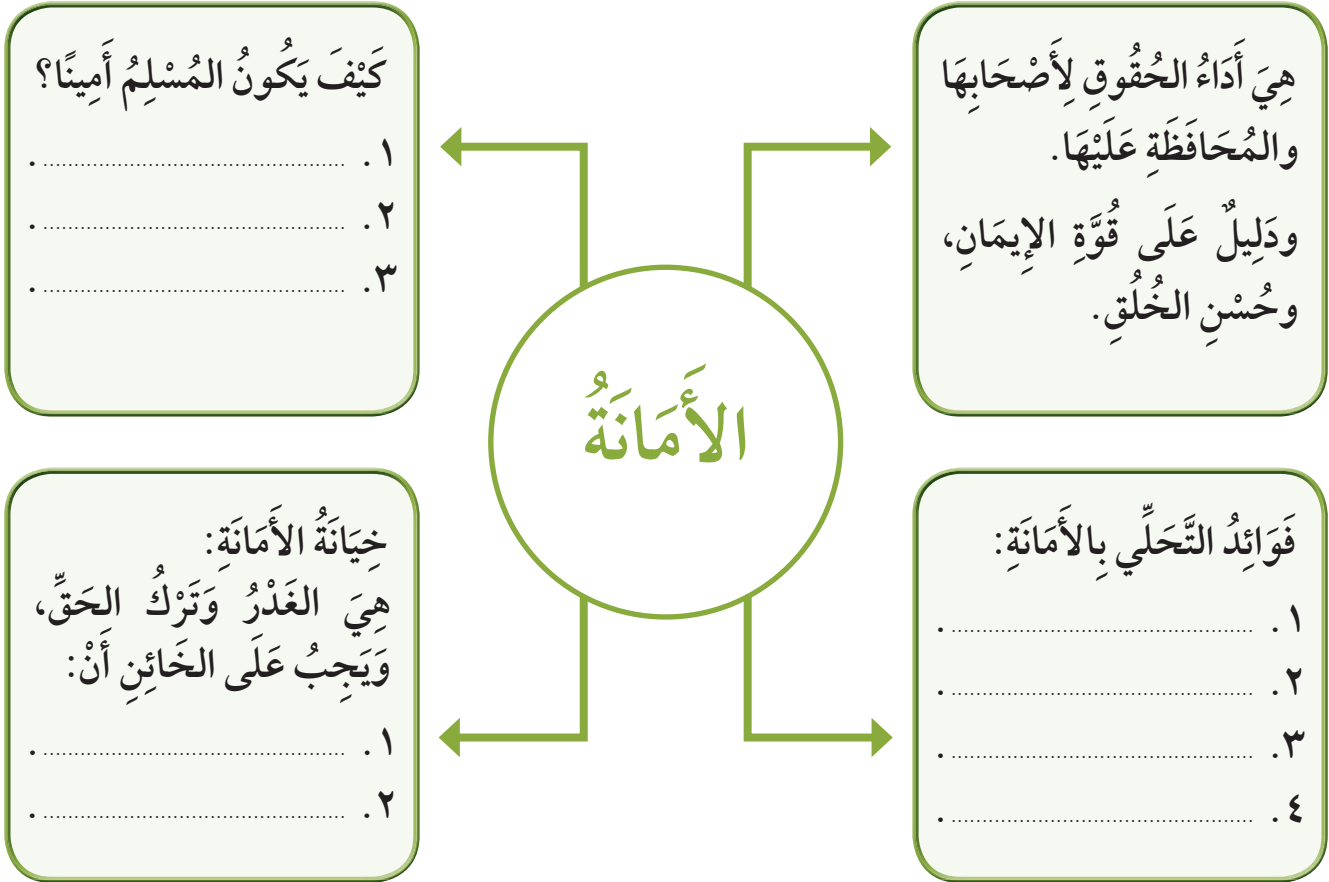 هِيَ أَدَاءُ الحُقُوقِ لِأَصْحَابِهَا
والمُحَافَظَةِ عَلَيْهَا.
ودَلِيلٌ عَلَى قُوَّةِ الإِيمَانِ،
وحُسْنِ الخُلُقِ.
كَيْفَ يَكُونُ المُسْلِمُ أَمِينًا؟
١. .................................................. .
٢. .................................................. .
٣. .................................................. .
الأَمَانَةُ
فَوَائِدُ التَّحَلِّي بِالأَمَانَةِ:
١. .................................................. .
٢. .................................................. .
٣. .................................................. .
٤. .................................................. .
خِيَانَةُ الأَمَانَةِ:
هِيَ الغَدْرُ وَتَرْكُ الحَقِّ،
وَيَجِبُ عَلَى الخَائِنِ أَنْ:
١. .................................................. .
٢. .................................................. .